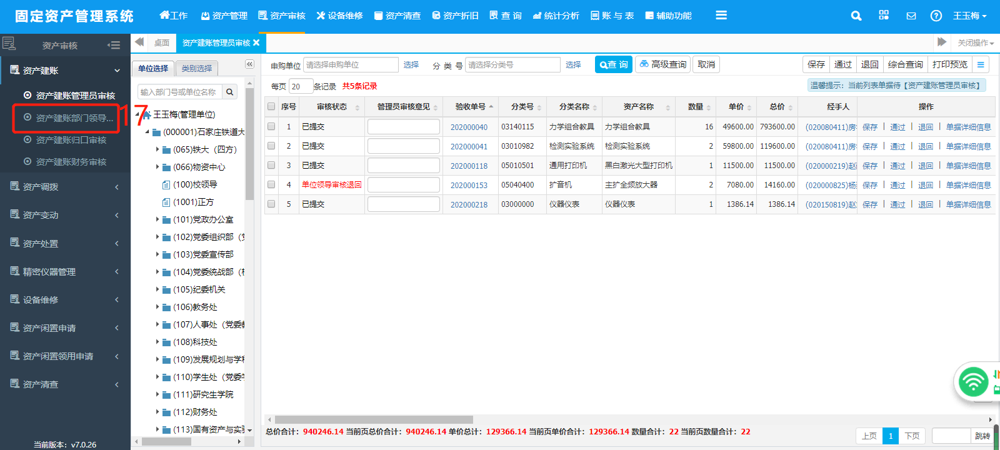 固定资产管理系统
工作 资产管理 资产审核 设备维修 资产清查 资产折旧 查 询 统计分析 账 与 表 辅助功能 王玉梅
资产审核 桌面 资产建账管理员审核 关闭操作
资产建账
资产建账管理员审核
资产建账部门领导...
17
资产建账归口审核
资产建账财务审核
资产调拨
资产变动
资产处置
精密仪器管理
设备维修
资产闲置申请
资产闲置领用申请
资产清查
当前版本：v7.0.26
单位选择 类别选择
输入部门号或单位名称
王玉梅(管理单位)
(000001)石家庄铁道大
(065)铁大（四方）
(066)物资中心
(100)校领导
(1001)正方
(101)党政办公室
(102)党委组织部（党
(103)党委宣传部
(104)党委统战部（机
(105)纪委机关
(106)教务处
(107)人事处（党委教
(108)科技处
(109)发展规划与学科
(110)学生处（党委学
(111)研究生学院
(112)财务处
(113)国有资产与实验
申购单位 请选择申购单位 选择 分 类 号 请选择分类号 选择 查 询 高级查询 取消 保存 通过 退回 综合查询 打印预览
每页 20 条记录 共5条记录 温馨提示：当前列表单据待【资产建账管理员审核】
序号 审核状态 管理员审核意见 验收单号 分类号 分类名称 资产名称 数量 单价 总价 经手人 操作
1 已提交 202000040 03140115 力学组合教具 力学组合教具 16 49600.00 793600.00 (020080411)房 保存 | 通过 | 退回 | 单据详细信息
2 已提交 202000041 03010982 检测实验系统 检测实验系统 2 59800.00 119600.00 (020080411)房 保存 | 通过 | 退回 | 单据详细信息
3 已提交 202000118 05010501 通用打印机 黑白激光大型打印机 1 11500.00 11500.00 (020000219)赵 保存 | 通过 | 退回 | 单据详细信息
4 单位领导审核退回 202000153 05040400 扩音机 主扩全频放大器 2 7080.00 14160.00 (020000825)杨 保存 | 通过 | 退回 | 单据详细信息
5 已提交 202000218 03000000 仪器仪表 仪器仪表 1 1386.14 1386.14 (020150819)赵 保存 | 通过 | 退回 | 单据详细信息
总价合计：940246.14 当前页总价合计：940246.14 单价总计：129366.14 当前页单价合计：129366.14 数量合计：22 当前页数量合计：22
上页 1 下页 跳转